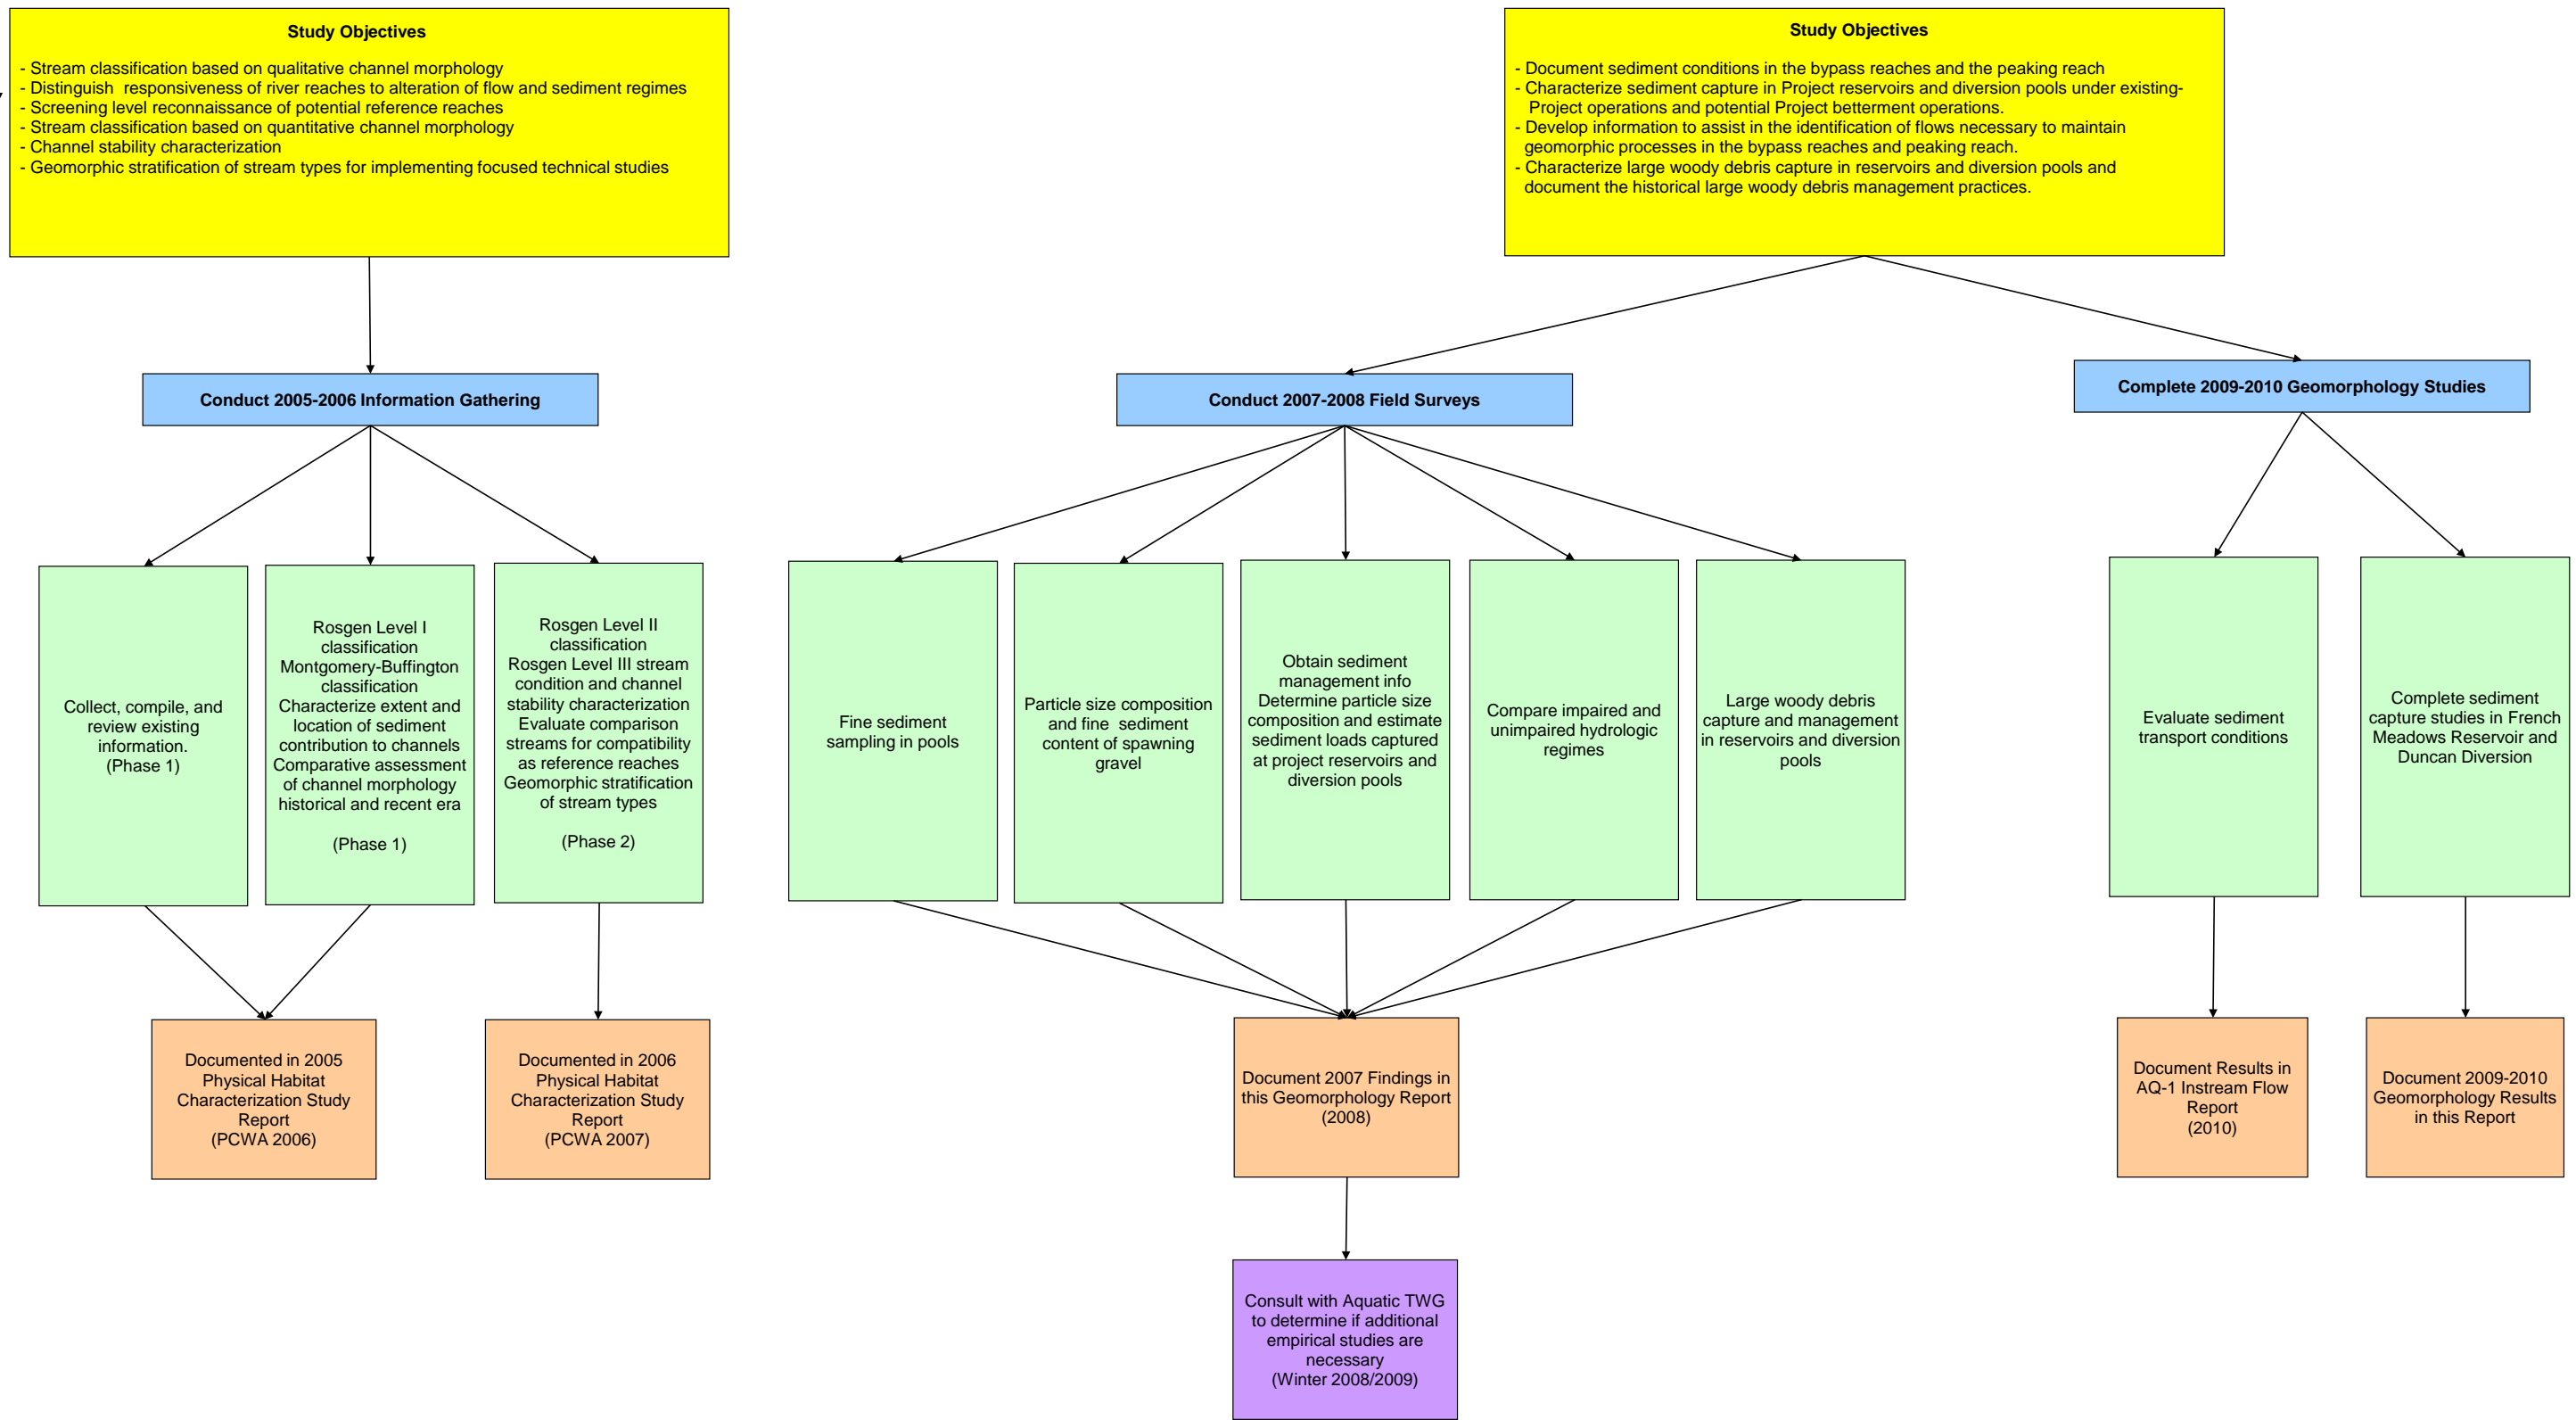 Study Objectives
- Stream classification based on qualitative channel morphology
- Distinguish  responsiveness of river reaches to alteration of flow and sediment regimes
- Screening level reconnaissance of potential reference reaches
- Stream classification based on quantitative channel morphology
- Channel stability characterization
- Geomorphic stratification of stream types for implementing focused technical studies
Study Objectives
- Document sediment conditions in the bypass reaches and the peaking reach
- Characterize sediment capture in Project reservoirs and diversion pools under existing-
Project operations and potential Project betterment operations.
- Develop information to assist in the identification of flows necessary to maintain
geomorphic processes in the bypass reaches and peaking reach.
- Characterize large woody debris capture in reservoirs and diversion pools and
document the historical large woody debris management practices.
Conduct 2005-2006 Information Gathering
Conduct 2007-2008 Field Surveys
Complete 2009-2010 Geomorphology Studies
Collect, compile, and
review existing
information.
(Phase 1)
Rosgen Level I
classification
Montgomery-Buffington
classification
Characterize extent and
location of sediment
contribution to channels
Comparative assessment
of channel morphology
historical and recent era
(Phase 1)
Rosgen Level II
classification
Rosgen Level III stream
condition and channel
stability characterization
Evaluate comparison
streams for compatibility
as reference reaches
Geomorphic stratification
of stream types
(Phase 2)
Fine sediment
sampling in pools
Particle size composition
and fine  sediment
content of spawning
gravel
Obtain sediment
management info
Determine particle size
composition and estimate
sediment loads captured
at project reservoirs and
diversion pools
Compare impaired and
unimpaired hydrologic
regimes
Large woody debris
capture and management
in reservoirs and diversion
pools
Evaluate sediment
transport conditions
Complete sediment
capture studies in French
Meadows Reservoir and
Duncan Diversion
Documented in 2005
Physical Habitat
Characterization Study
Report
(PCWA 2006)
Documented in 2006
Physical Habitat
Characterization Study
Report
(PCWA 2007)
Document 2007 Findings in
this Geomorphology Report
(2008)
Document Results in
AQ-1 Instream Flow
Report
(2010)
Document 2009-2010
Geomorphology Results
in this Report
Consult with Aquatic TWG
to determine if additional
empirical studies are
necessary
(Winter 2008/2009)